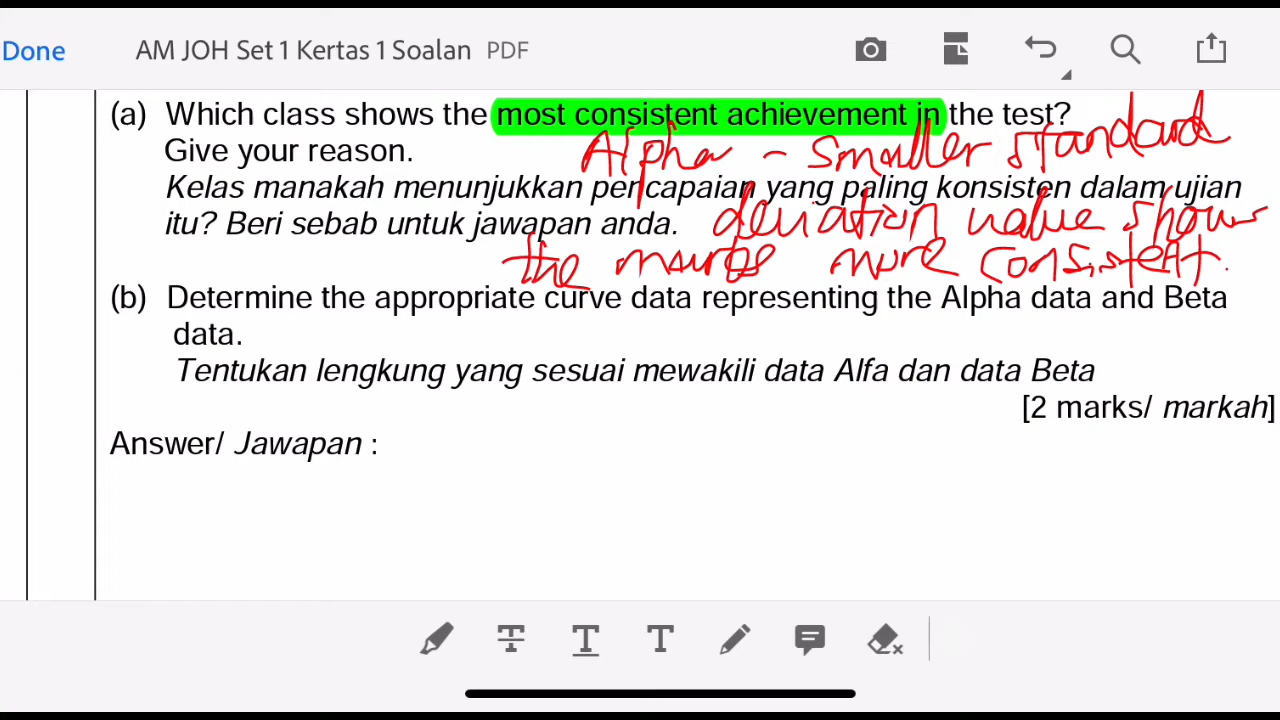 Done AM JOH Set 1 Kertas 1 Soalan PDF
(a) Which class shows the most consistent achievement in the test?
Give your reason.
Alpha - smaller standard
Kelas manakah menunjukkan pencapaian yang paling konsisten dalam ujian
itu? Beri sebab untuk jawapan anda.
deviation value shows
the marks more consistent.
(b) Determine the appropriate curve data representing the Alpha data and Beta
data.
Tentukan lengkung yang sesuai mewakili data Alfa dan data Beta
[2 marks/ markah]
Answer/ Jawapan :
T T T